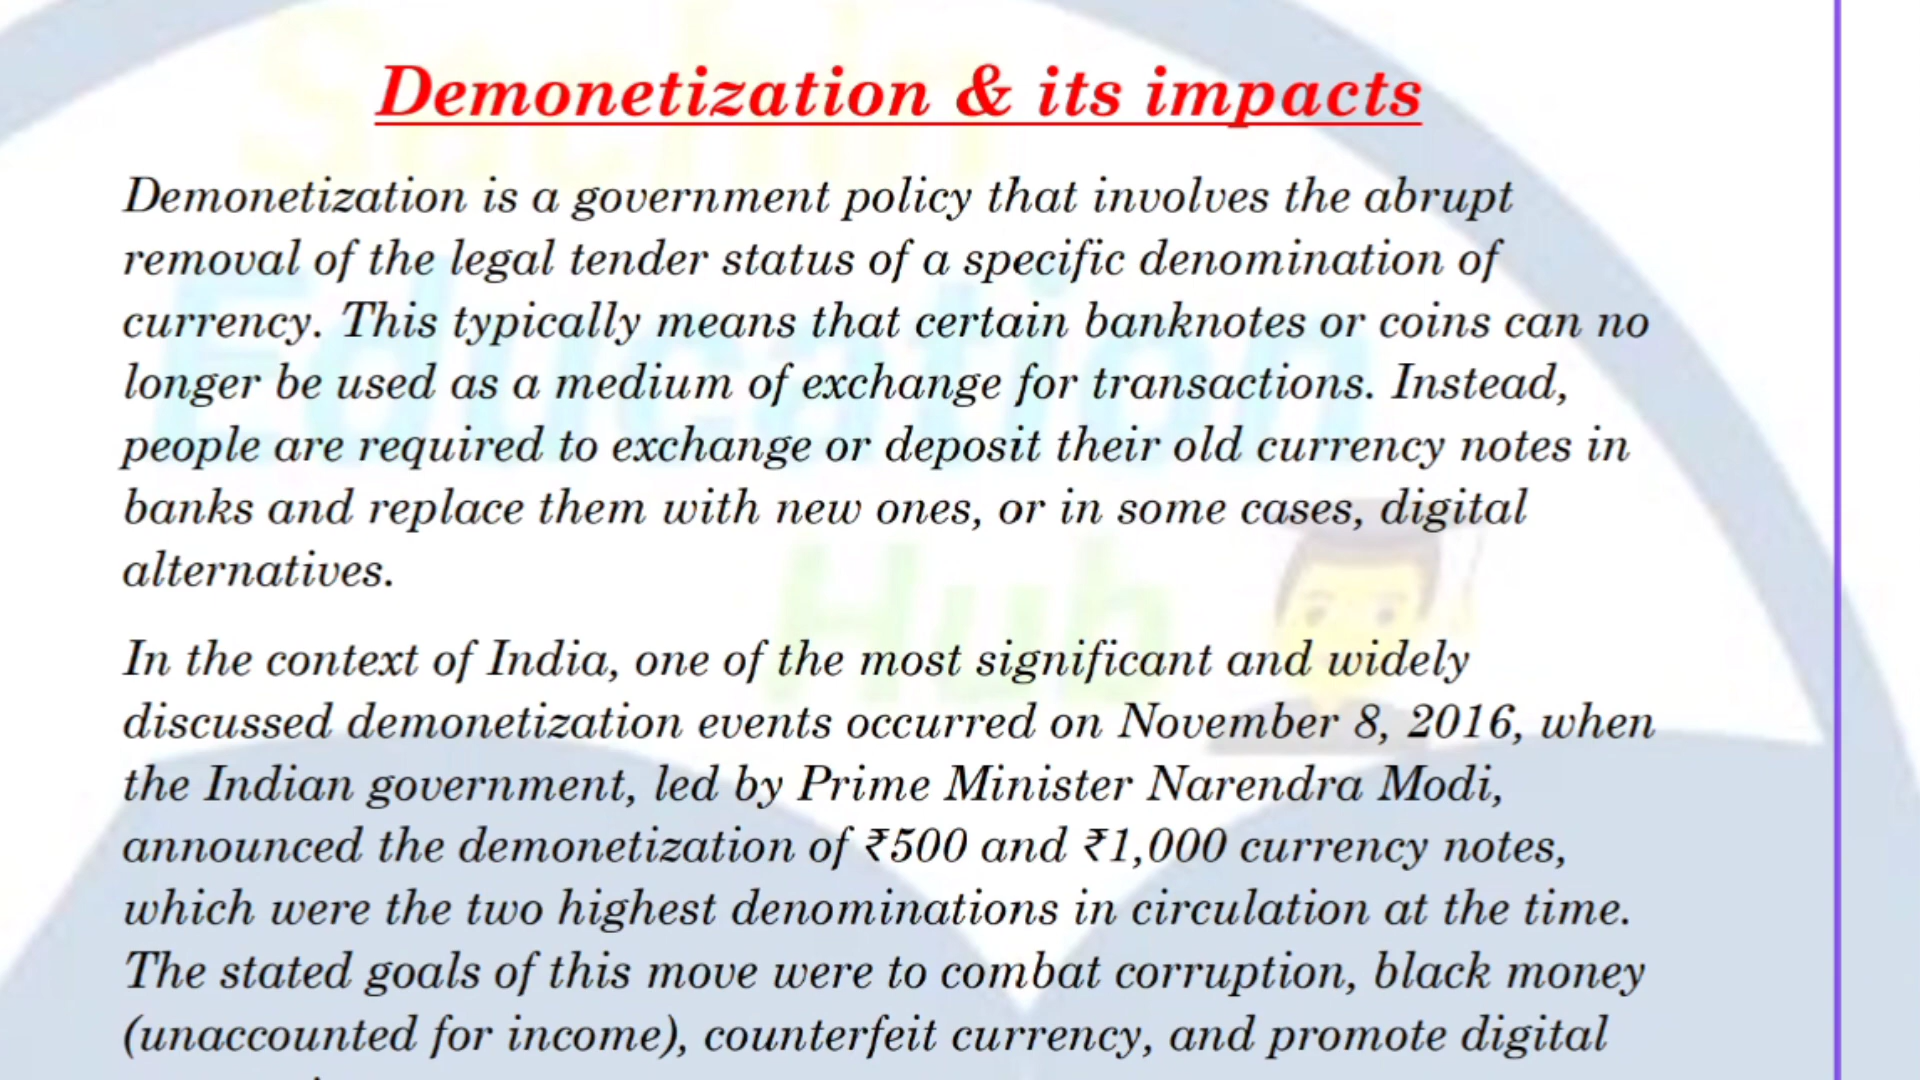 Demonetization & its impacts
Demonetization is a government policy that involves the abrupt
removal of the legal tender status of a specific denomination of
currency. This typically means that certain banknotes or coins can no
longer be used as a medium of exchange for transactions. Instead,
people are required to exchange or deposit their old currency notes in
banks and replace them with new ones, or in some cases, digital
alternatives.
In the context of India, one of the most significant and widely
discussed demonetization events occurred on November 8, 2016, when
the Indian government, led by Prime Minister Narendra Modi,
announced the demonetization of ₹500 and ₹1,000 currency notes,
which were the two highest denominations in circulation at the time.
The stated goals of this move were to combat corruption, black money
(unaccounted for income), counterfeit currency, and promote digital
Education
Hub